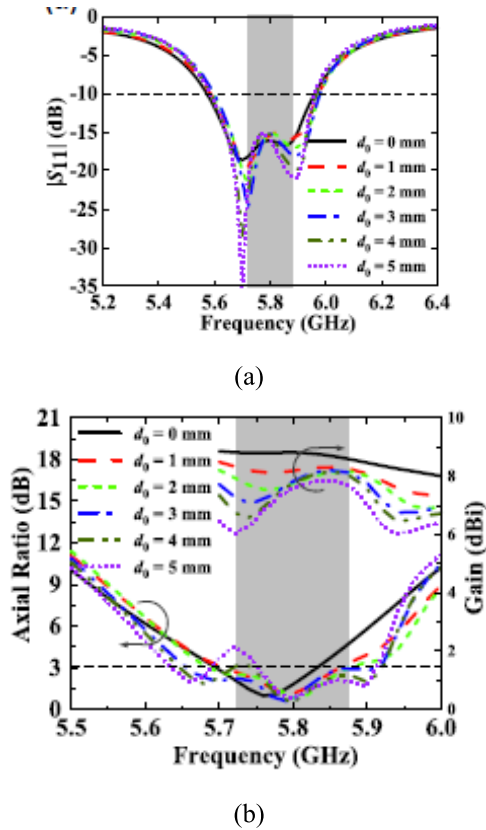 0
-5
-10
-15
-20
-25
-30
-35
|S11| (dB)
d0 = 0 mm
d0 = 1 mm
d0 = 2 mm
d0 = 3 mm
d0 = 4 mm
d0 = 5 mm
5.2 5.4 5.6 5.8 6.0 6.2 6.4
Frequency (GHz)
(a)
21
18
15
12
9
6
3
0
Axial Ratio (dB)
d0 = 0 mm
d0 = 1 mm
d0 = 2 mm
d0 = 3 mm
d0 = 4 mm
d0 = 5 mm
10
8
6
4
2
0
Gain (dBi)
5.5 5.6 5.7 5.8 5.9 6.0
Frequency (GHz)
(b)